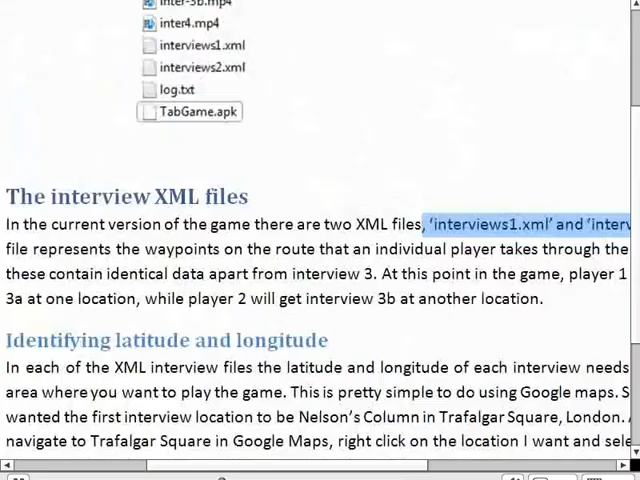 inter-3b.mp4
inter4.mp4
interviews1.xml
interviews2.xml
log.txt
TabGame.apk
The interview XML files
In the current version of the game there are two XML files, ‘interviews1.xml’ and ‘interv
file represents the waypoints on the route that an individual player takes through the
these contain identical data apart from interview 3. At this point in the game, player 1
3a at one location, while player 2 will get interview 3b at another location.
Identifying latitude and longitude
In each of the XML interview files the latitude and longitude of each interview needs
area where you want to play the game. This is pretty simple to do using Google maps. S
wanted the first interview location to be Nelson’s Column in Trafalgar Square, London.
navigate to Trafalgar Square in Google Maps, right click on the location I want and sele